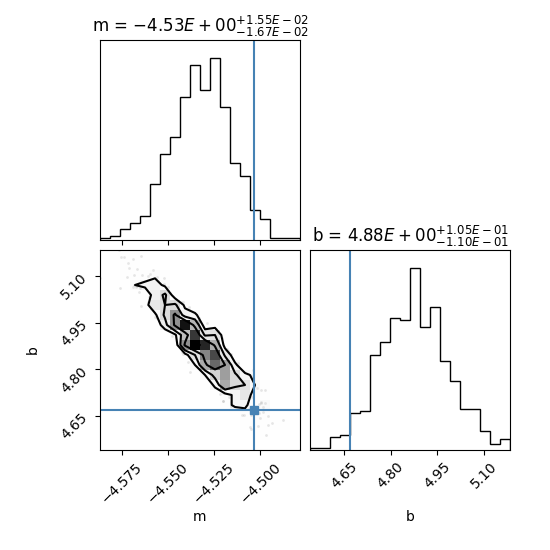 m = −4.53E + 00+1.55E − 02
−1.67E − 02
b = 4.88E + 00+1.05E − 01
−1.10E − 01
b
5.10
4.95
4.80
4.65
−4.575
−4.550
−4.525
−4.500
m
4.65
4.80
4.95
5.10
b